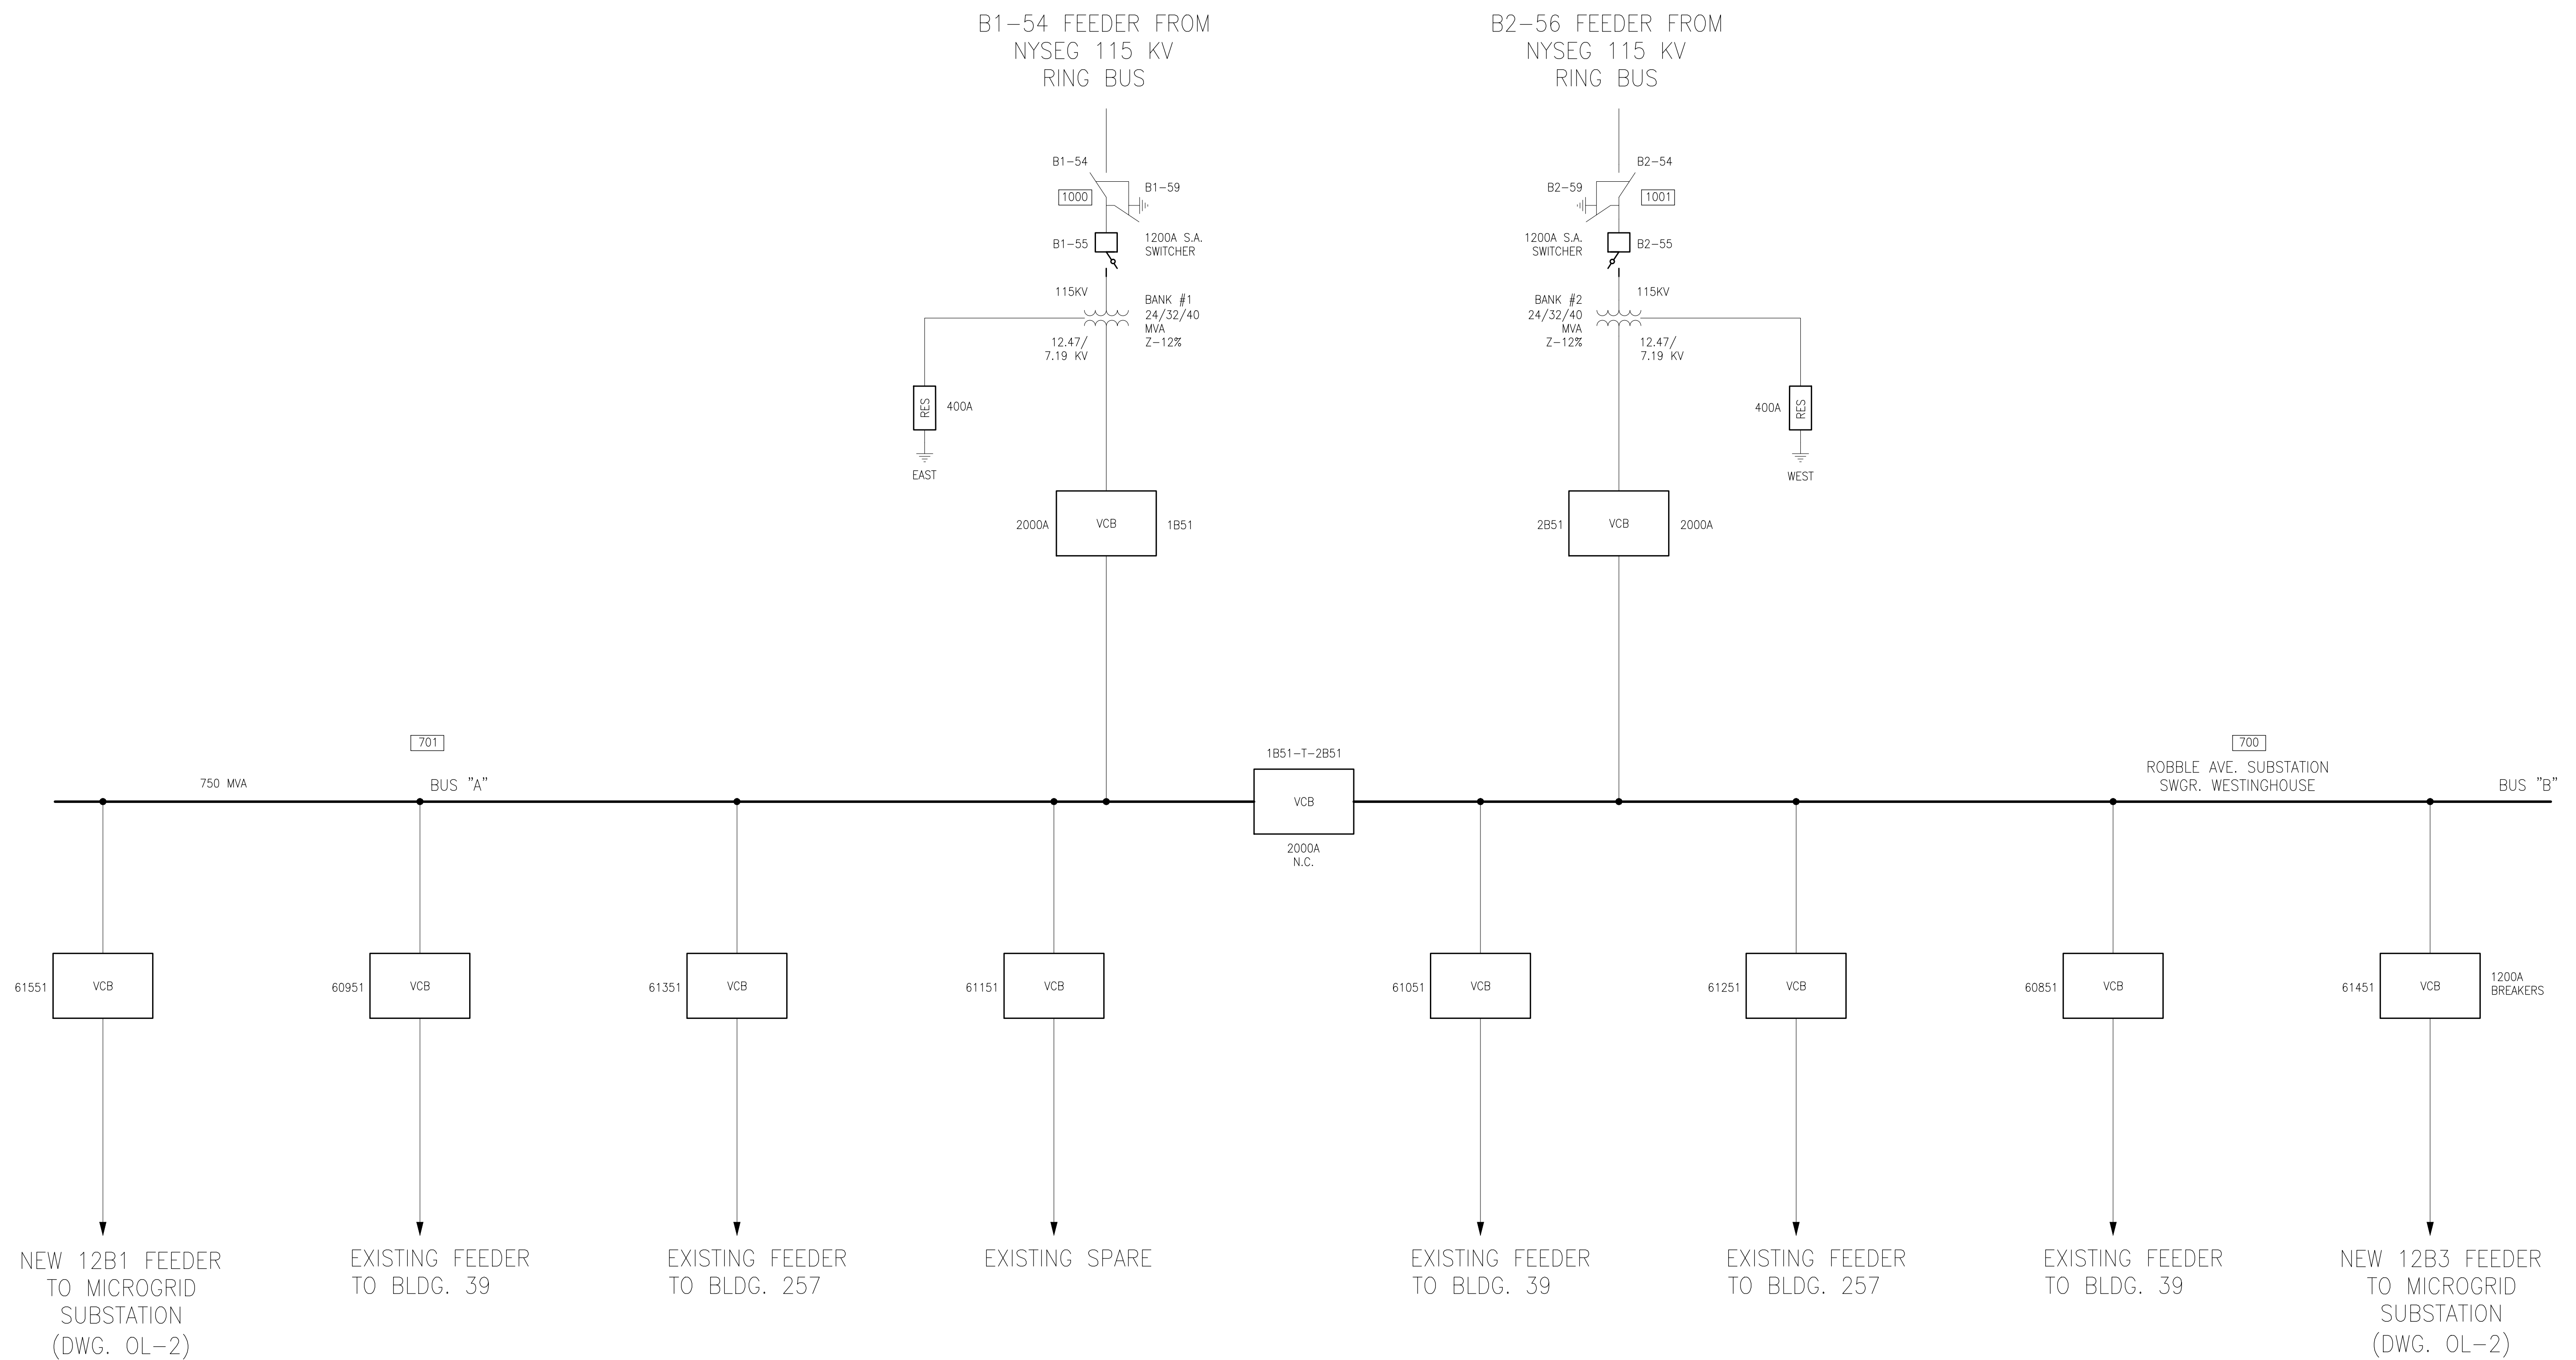 B1-54 FEEDER FROM
NYSEG 115 KV
RING BUS
B2-56 FEEDER FROM
NYSEG 115 KV
RING BUS
B1-54
B1-59
1000
B1-55
1200A S.A.
SWITCHER
115KV
BANK #1
24/32/40
MVA
Z-12%
12.47/
7.19 KV
RES
400A
EAST
2000A
VCB
1B51
B2-54
B2-59
1001
1200A S.A.
SWITCHER
B2-55
BANK #2
24/32/40
MVA
Z-12%
115KV
12.47/
7.19 KV
400A
RES
WEST
2B51
VCB
2000A
701
750 MVA
BUS "A"
1B51-T-2B51
VCB
2000A
N.C.
700
ROBBLE AVE. SUBSTATION
SWGR. WESTINGHOUSE
BUS "B"
61551
VCB
60951
VCB
61351
VCB
61151
VCB
61051
VCB
61251
VCB
60851
VCB
61451
VCB
1200A
BREAKERS
NEW 12B1 FEEDER
TO MICROGRID
SUBSTATION
(DWG. OL-2)
EXISTING FEEDER
TO BLDG. 39
EXISTING FEEDER
TO BLDG. 257
EXISTING SPARE
EXISTING FEEDER
TO BLDG. 39
EXISTING FEEDER
TO BLDG. 257
EXISTING FEEDER
TO BLDG. 39
NEW 12B3 FEEDER
TO MICROGRID
SUBSTATION
(DWG. OL-2)